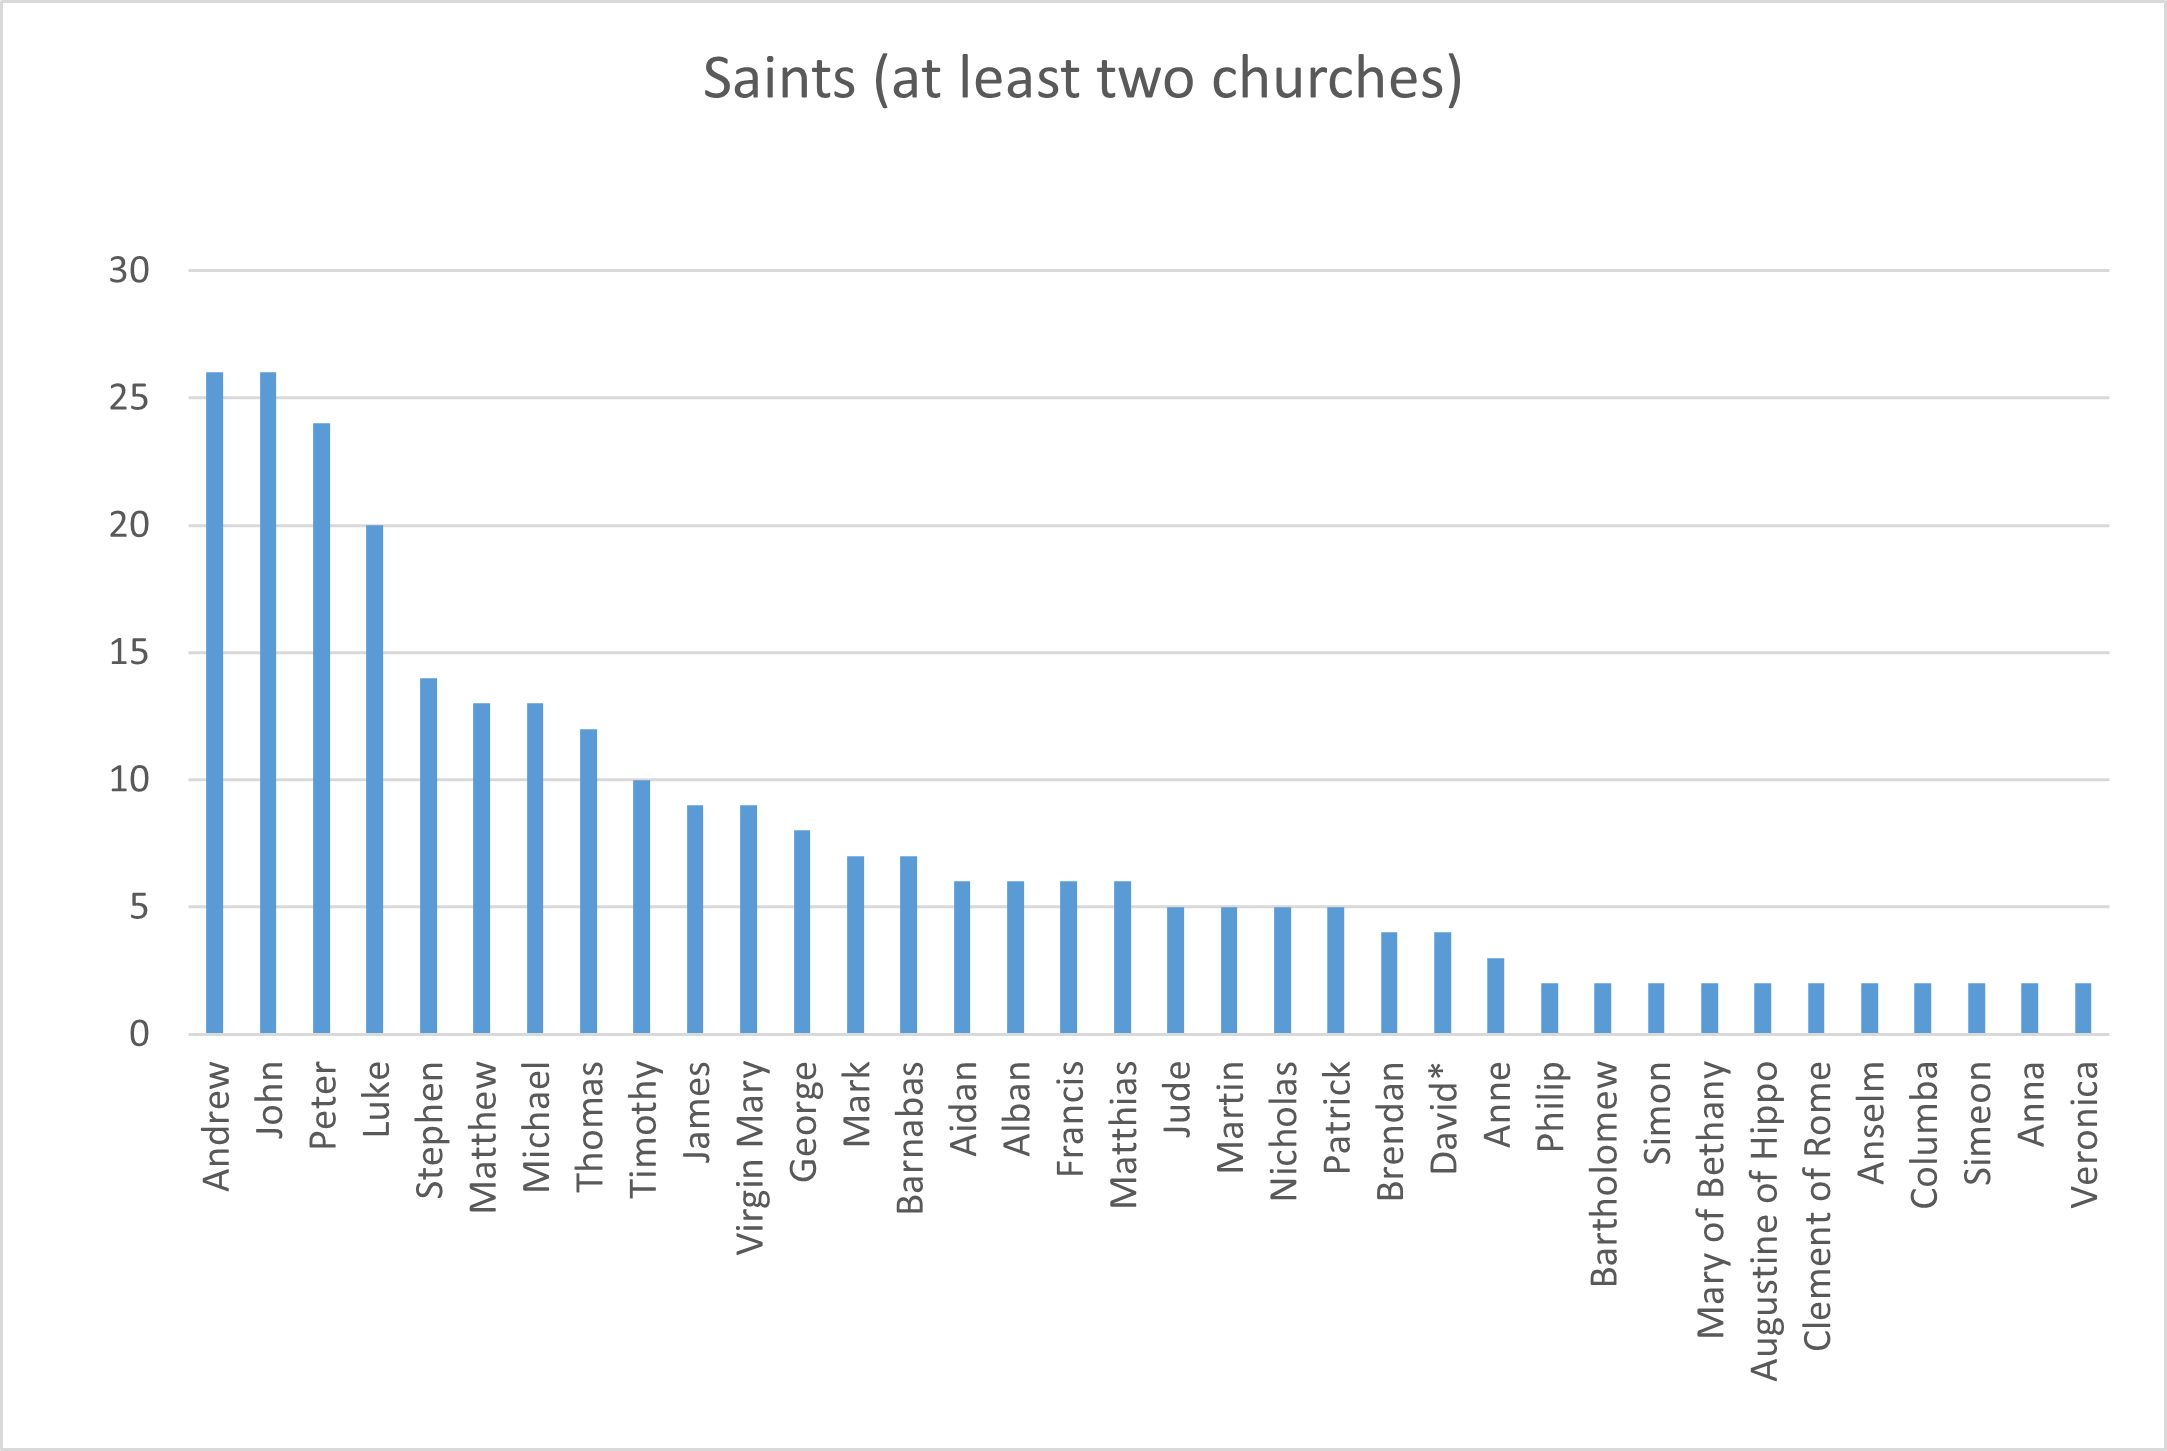 Saints (at least two churches)
30
25
20
15
10
5
0
Andrew
John
Peter
Luke
Stephen
Matthew
Michael
Thomas
Timothy
James
Virgin Mary
George
Mark
Barnabas
Aidan
Alban
Francis
Matthias
Jude
Martin
Nicholas
Patrick
Brendan
David*
Anne
Philip
Bartholomew
Simon
Mary of Bethany
Augustine of Hippo
Clement of Rome
Anselm
Columba
Simeon
Anna
Veronica